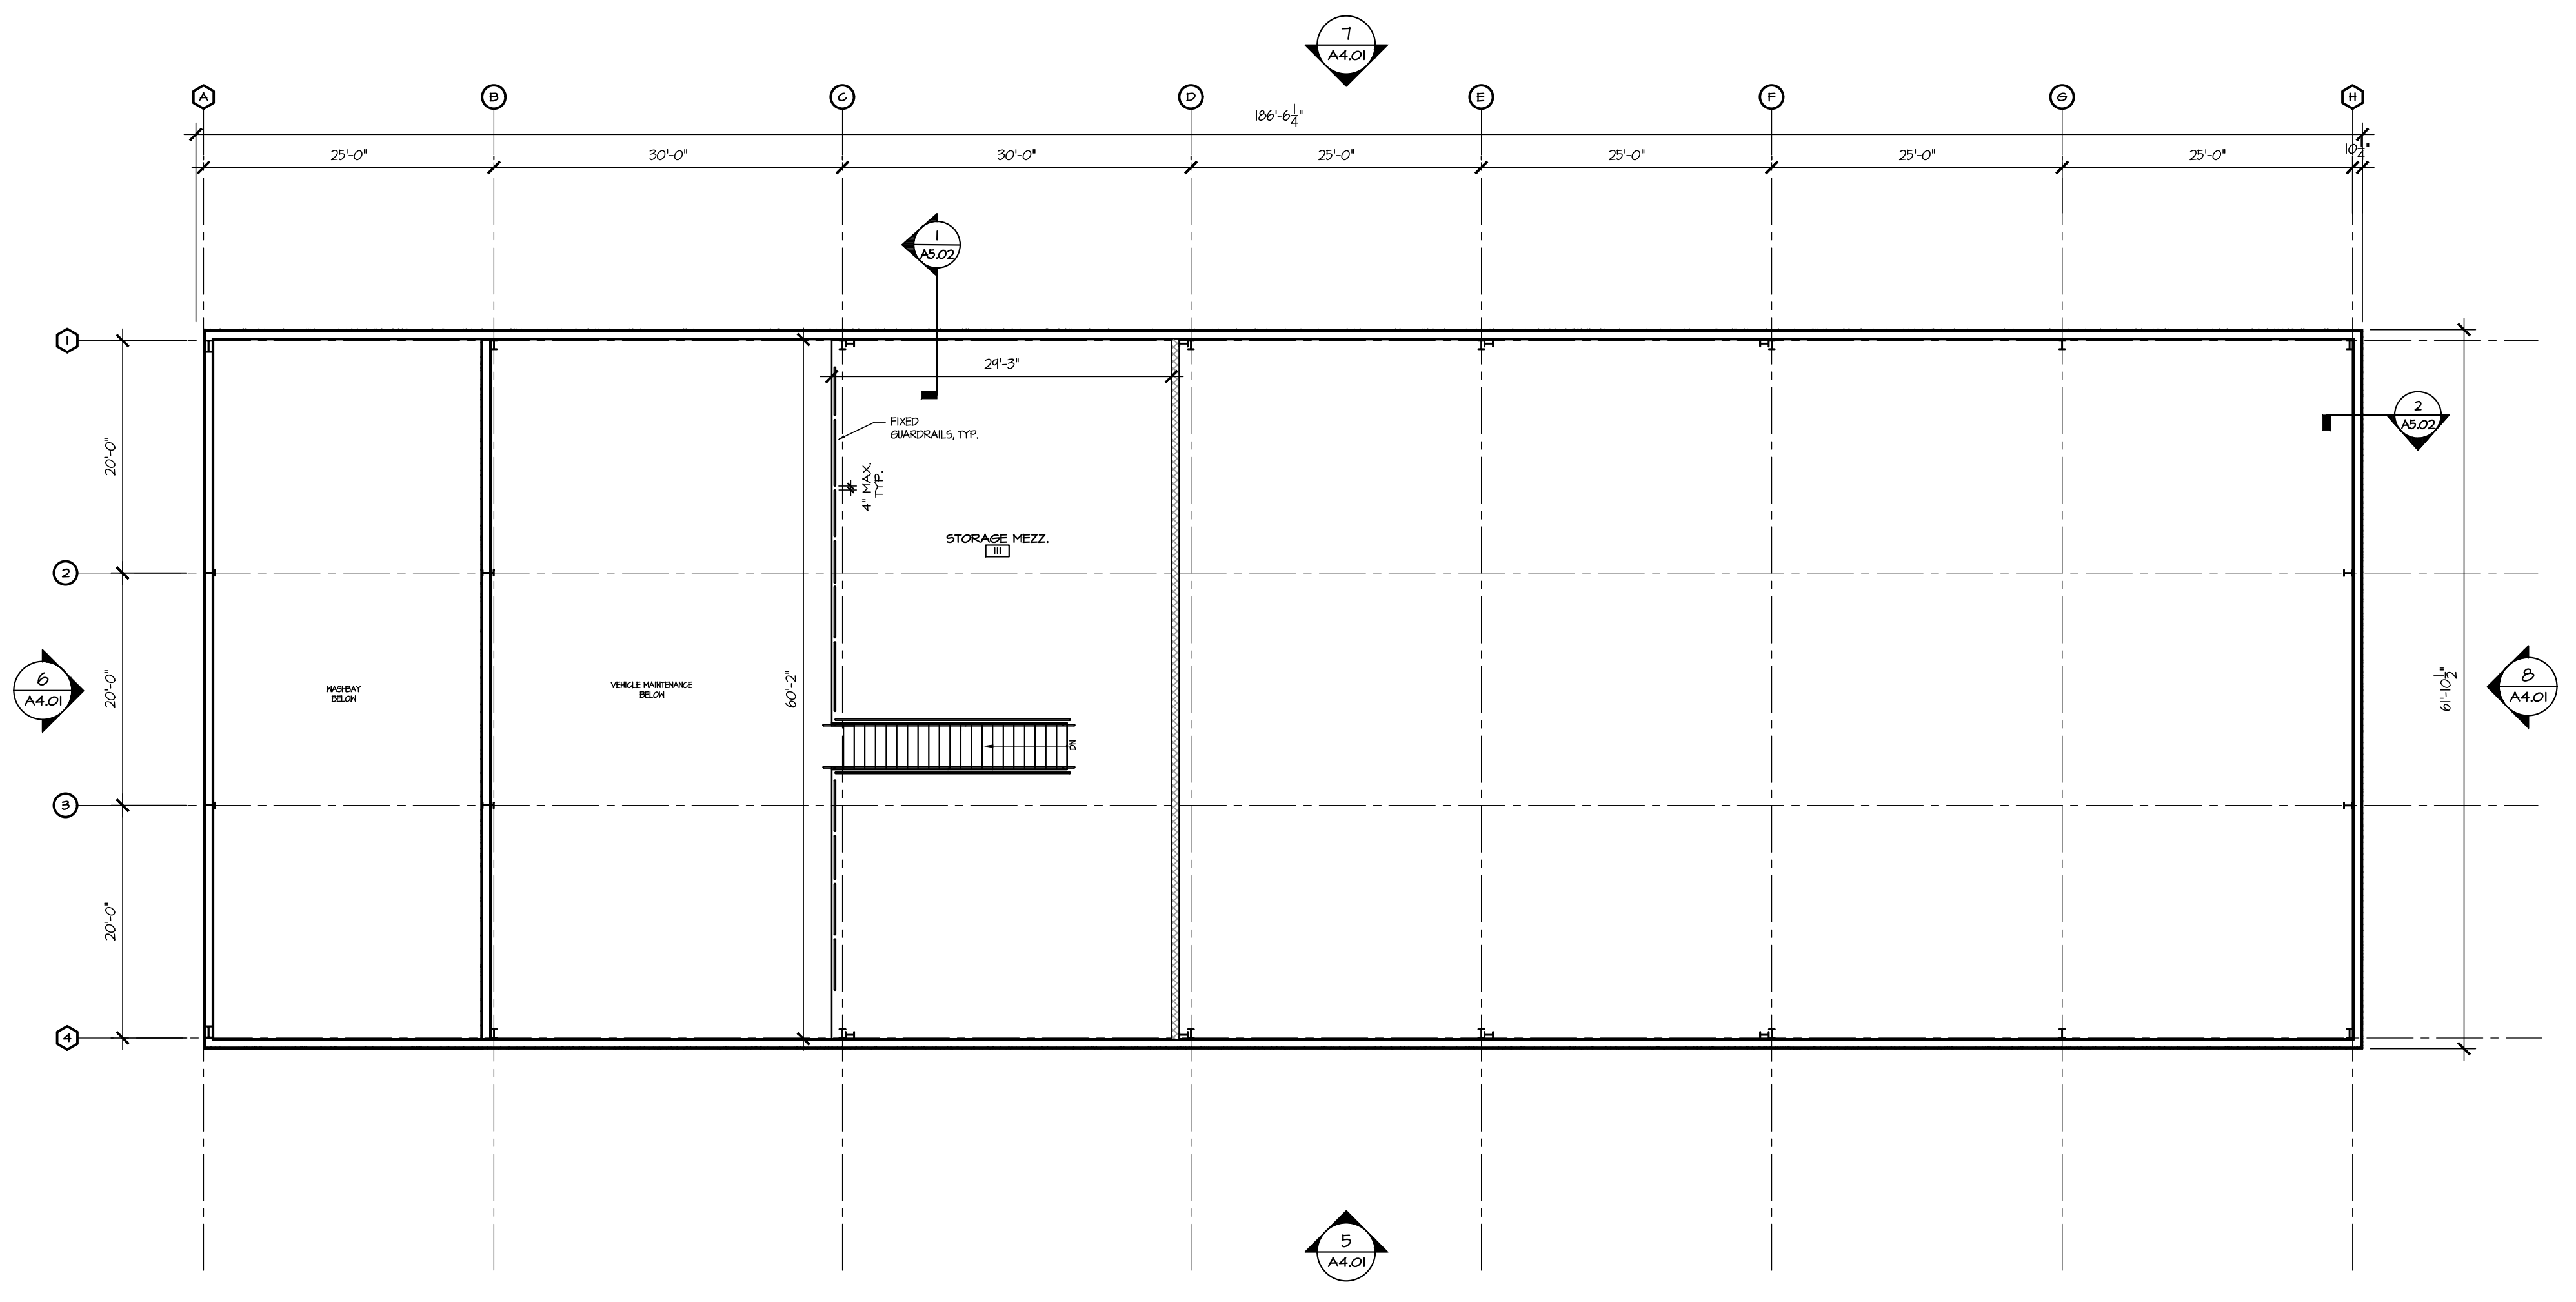 7
A4.01
A
B
C
D
E
F
G
H
186'-6 1/4"
25'-0"
30'-0"
30'-0"
25'-0"
25'-0"
25'-0"
25'-0"
10 1/4"
1
A5.02
1
29'-3"
2
A5.02
FIXED
GUARDRAILS, TYP.
20'-0"
4" MAX.
TYP.
STORAGE MEZZ.
111
2
6
A4.01
20'-0"
WASHBAY
BELOW
VEHICLE MAINTENANCE
BELOW
60'-2"
61'-10 1/2"
8
A4.01
DN
3
20'-0"
4
5
A4.01